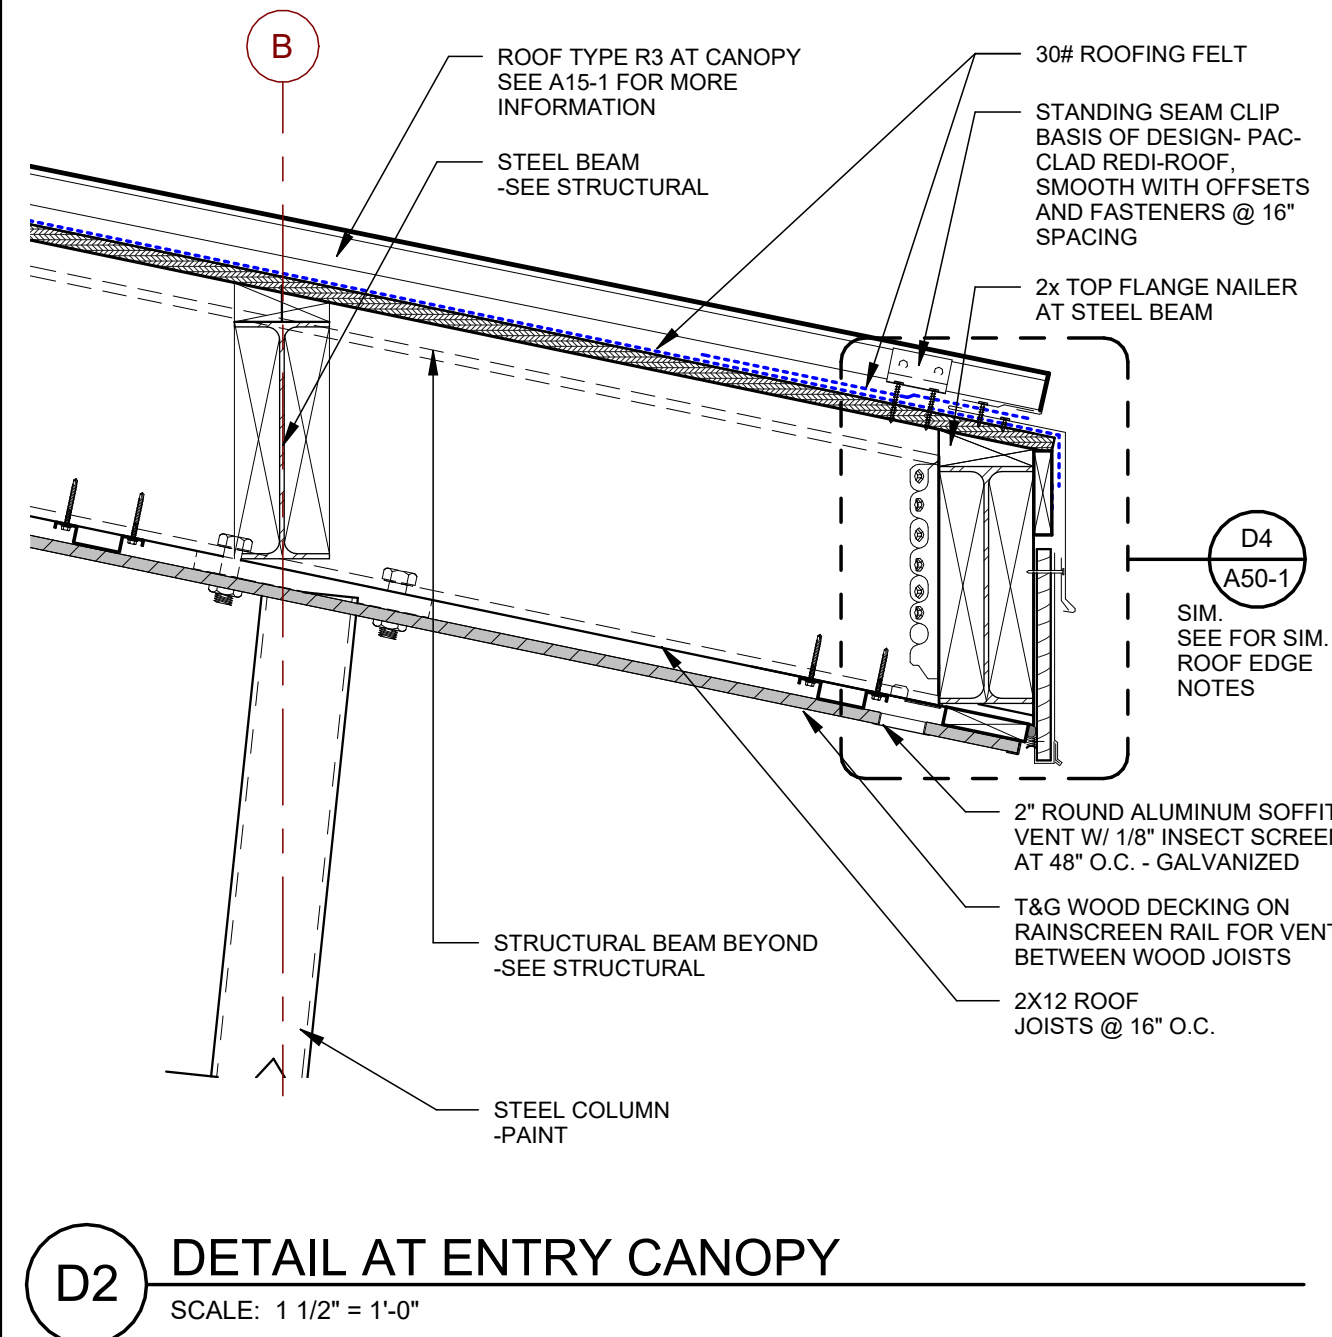 B
ROOF TYPE R3 AT CANOPY
SEE A15-1 FOR MORE
INFORMATION
STEEL BEAM
-SEE STRUCTURAL
30# ROOFING FELT
STANDING SEAM CLIP
BASIS OF DESIGN- PAC-
CLAD REDI-ROOF,
SMOOTH WITH OFFSETS
AND FASTENERS @ 16"
SPACING
2x TOP FLANGE NAILER
AT STEEL BEAM
D4
A50-1
SIM.
SEE FOR SIM.
ROOF EDGE
NOTES
2" ROUND ALUMINUM SOFFIT
VENT W/ 1/8" INSECT SCREEN
AT 48" O.C. - GALVANIZED
T&G WOOD DECKING ON
RAINSCREEN RAIL FOR VENT
BETWEEN WOOD JOISTS
2X12 ROOF
JOISTS @ 16" O.C.
STRUCTURAL BEAM BEYOND
-SEE STRUCTURAL
STEEL COLUMN
-PAINT
D2
DETAIL AT ENTRY CANOPY
SCALE: 1 1/2" = 1'-0"